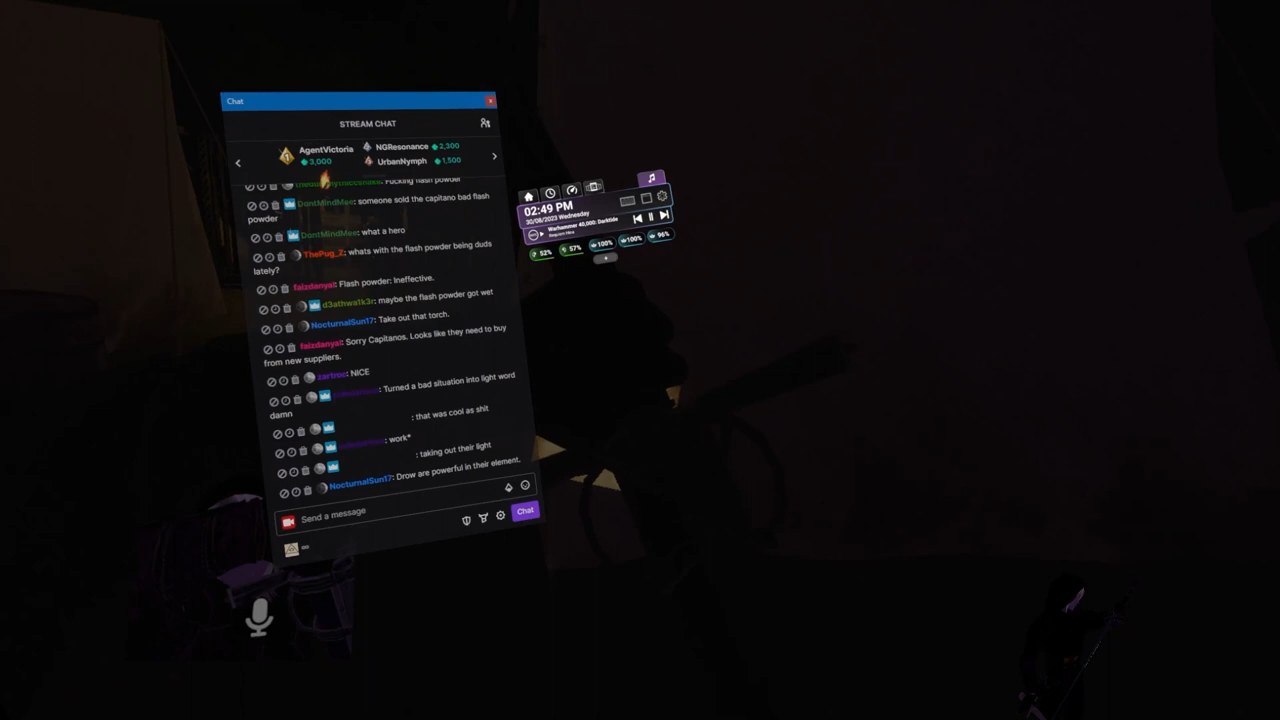 Chat
STREAM CHAT
AgentVictoria
3,000
NGResonance 2,300
UrbanNymph 1,500
flash powder
DontMindMee: someone sold the capitano bad flash
powder
DontMindMee: what a hero
ThePug_Z: whats with the flash powder being duds
lately?
faizdanyal: Flash powder: Ineffective.
d3athwa1k3r: maybe the flash powder got wet
NocturnalSun17: Take out that torch.
faizdanyal: Sorry Capitanos. Looks like they need to buy
from new suppliers.
xartroc: NICE
: Turned a bad situation into light word
damn
: that was cool as shit
: work*
: taking out their light
NocturnalSun17: Drow are powerful in their element.
Send a message
Chat
02:49 PM
30/08/2023 Wednesday
Warhammer 40,000: Darktide
52%
57%
100%
100%
96%